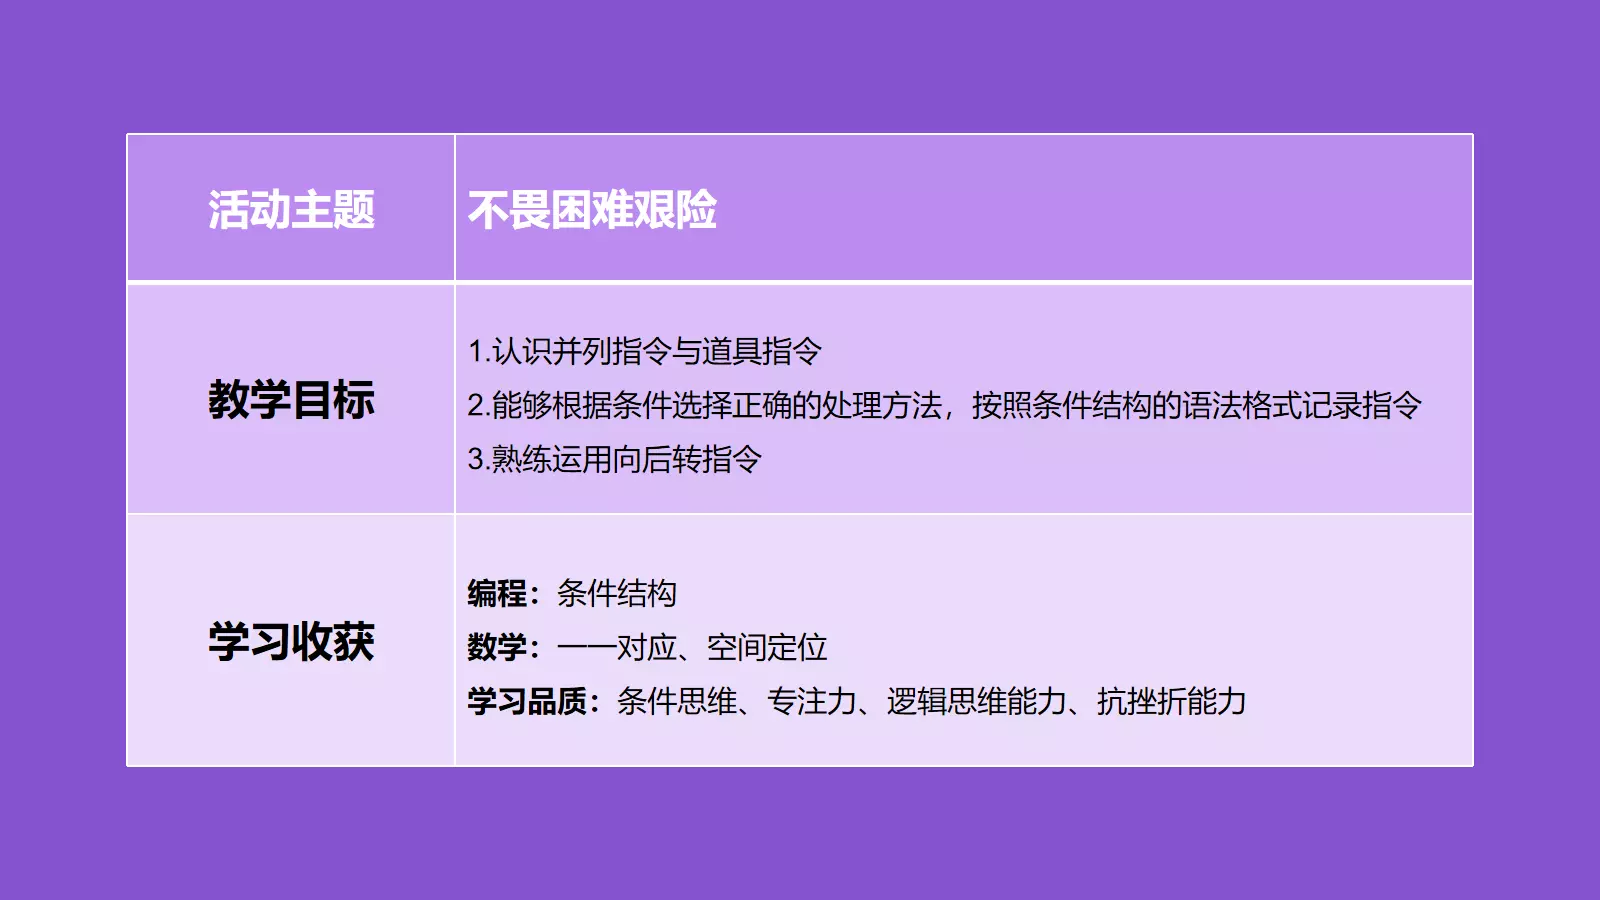 活动主题
不畏困难艰险
教学目标
1.认识并列指令与道具指令
2.能够根据条件选择正确的处理方法，按照条件结构的语法格式记录指令
3.熟练运用向后转指令
学习收获
编程：条件结构
数学：一一对应、空间定位
学习品质：条件思维、专注力、逻辑思维能力、抗挫折能力